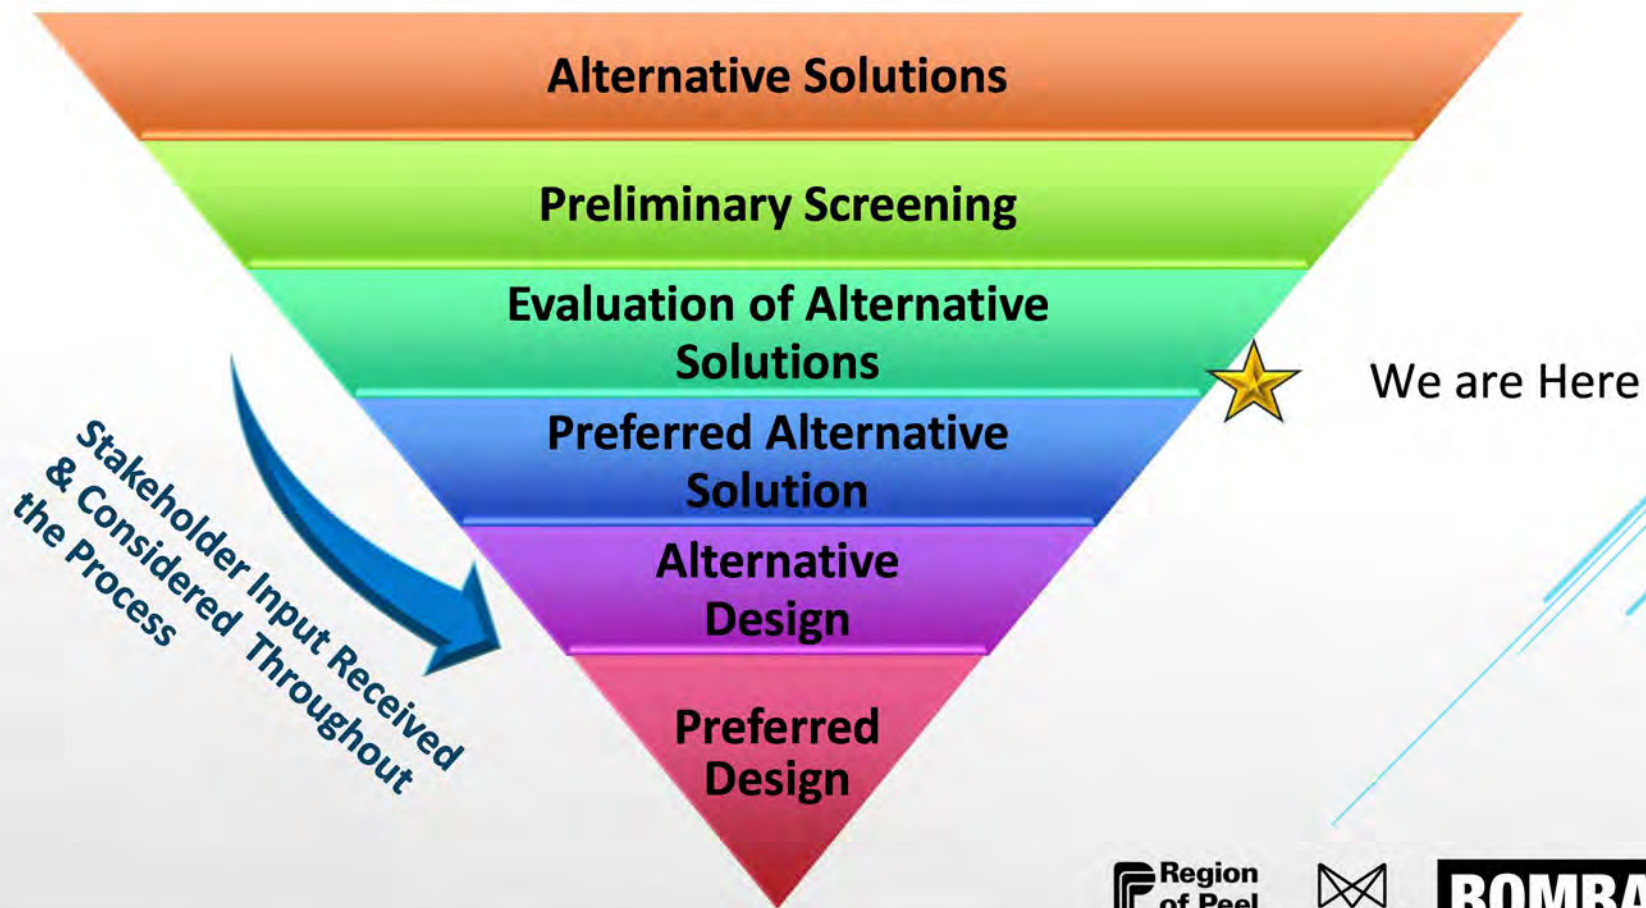 Alternative Solutions
Preliminary Screening
Evaluation of Alternative
Solutions
We are Here
Preferred Alternative
Solution
Stakeholder Input Received
& Considered Throughout
the Process
Alternative
Design
Preferred
Design
Region
of Peel